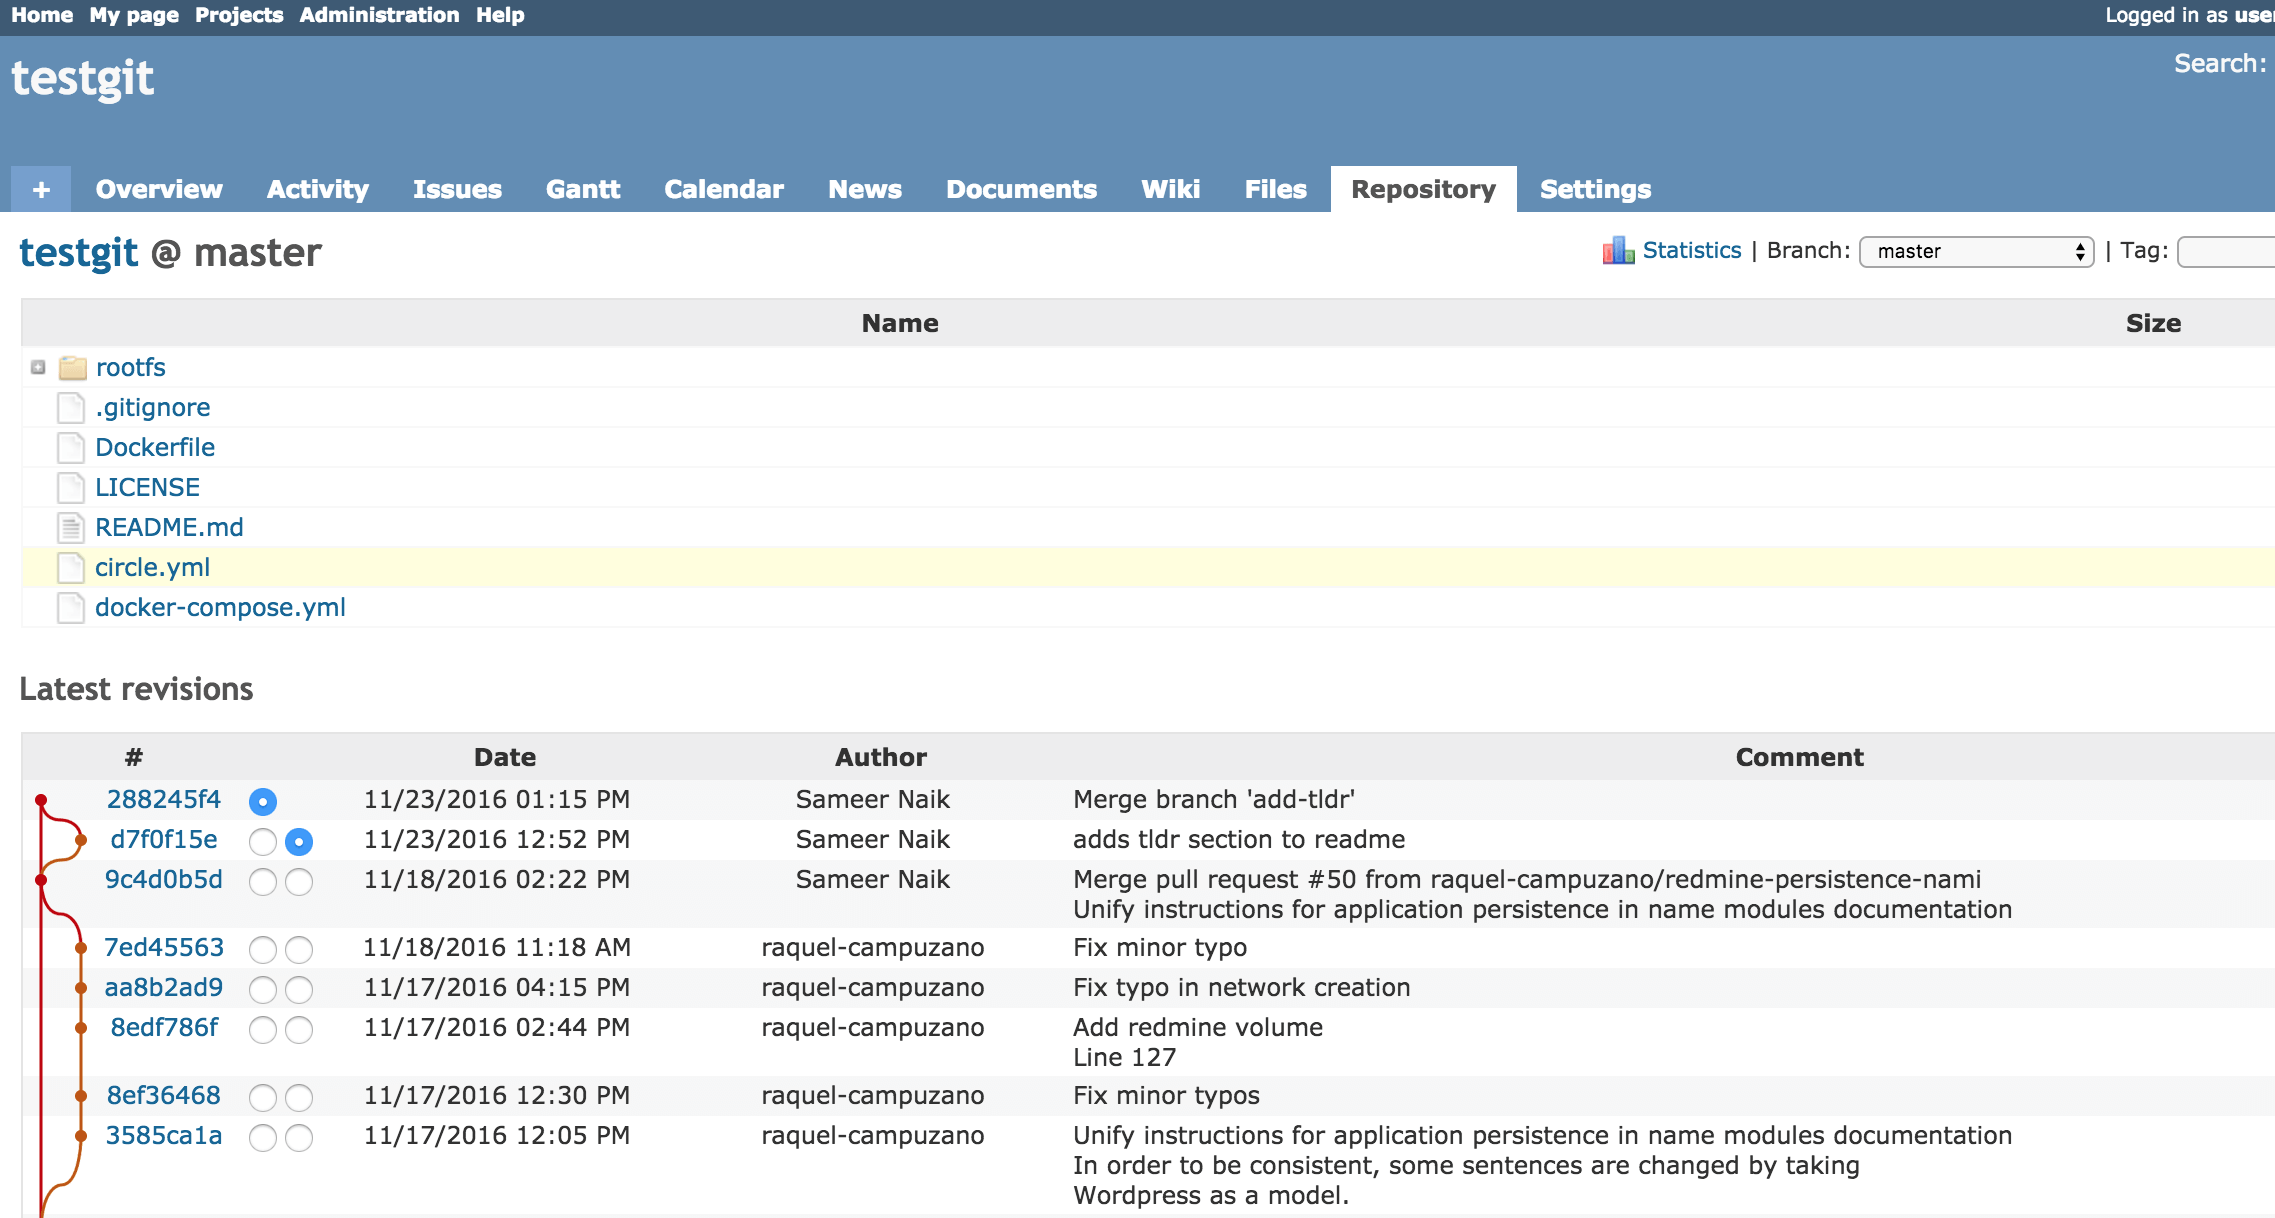 Home My page Projects Administration Help Logged in as
testgit Search:
+ Overview Activity Issues Gantt Calendar News Documents Wiki Files Repository Settings
testgit @ master Statistics | Branch: master | Tag:
Name Size
rootfs
.gitignore
Dockerfile
LICENSE
README.md
circle.yml
docker-compose.yml
Latest revisions
# Date Author Comment
288245f4 11/23/2016 01:15 PM Sameer Naik Merge branch 'add-tldr'
d7f0f15e 11/23/2016 12:52 PM Sameer Naik adds tldr section to readme
9c4d0b5d 11/18/2016 02:22 PM Sameer Naik Merge pull request #50 from raquel-campuzano/redmine-persistence-nami
Unify instructions for application persistence in name modules documentation
7ed45563 11/18/2016 11:18 AM raquel-campuzano Fix minor typo
aa8b2ad9 11/17/2016 04:15 PM raquel-campuzano Fix typo in network creation
8edf786f 11/17/2016 02:44 PM raquel-campuzano Add redmine volume
Line 127
8ef36468 11/17/2016 12:30 PM raquel-campuzano Fix minor typos
3585ca1a 11/17/2016 12:05 PM raquel-campuzano Unify instructions for application persistence in name modules documentation
In order to be consistent, some sentences are changed by taking
Wordpress as a model.